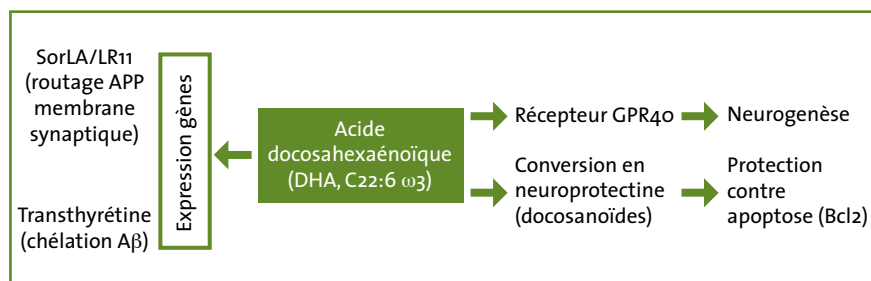 SorLA/LR11
(routage APP
membrane
synaptique)
Transthyrétine
(chélation Aβ)
Expression gènes
Acide
docosahexaénoïque
(DHA, C22:6 ω3)
Récepteur GPR40
Neurogenèse
Conversion en
neuroprotectine
(docosanoïdes)
Protection
contre
apoptose (Bcl2)